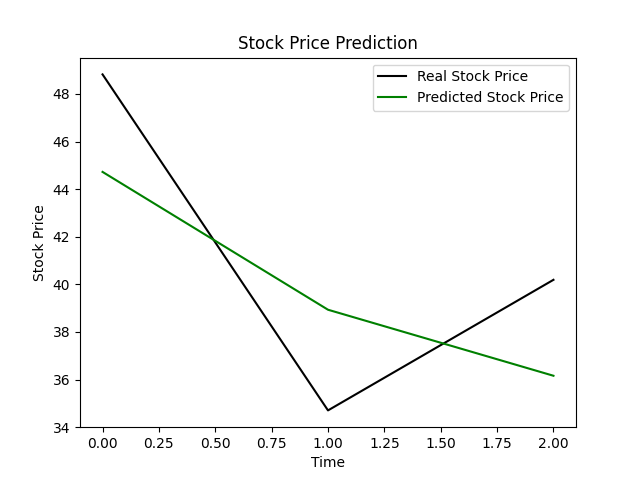 Stock Price Prediction
Real Stock Price
Predicted Stock Price
Stock Price
48
46
44
42
40
38
36
34
0.00 0.25 0.50 0.75 1.00 1.25 1.50 1.75 2.00
Time